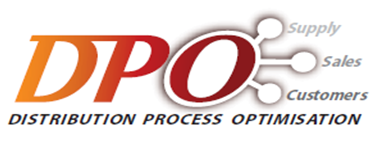 DPO
Supply
Sales
Customers
DISTRIBUTION PROCESS OPTIMISATION